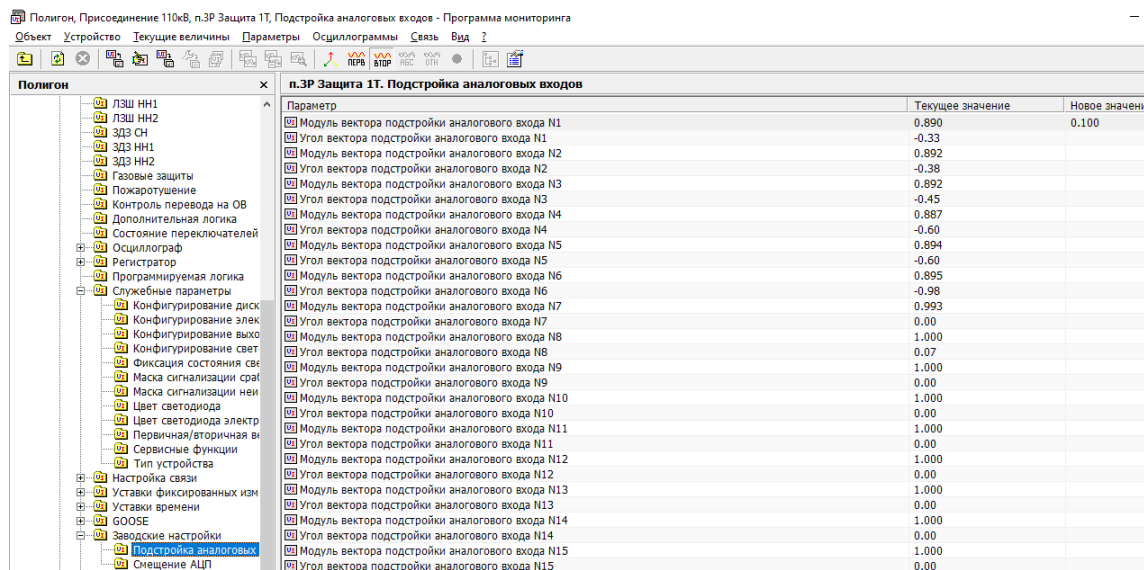 Полигон, Присоединение 110кВ, п.3Р Защита 1Т, Подстройка аналоговых входов - Программа мониторинга
Объект Устройство Текущие величины Параметры Осциллограммы Связь Вид ?
ПЕРВ ВТОР АБС ОТН
Полигон ×
ЛЗШ НН1
ЛЗШ НН2
ЗДЗ СН
ЗДЗ НН1
ЗДЗ НН2
Газовые защиты
Пожаротушение
Контроль перевода на ОВ
Дополнительная логика
Состояние переключателей
Осциллограф
Регистратор
Программируемая логика
Служебные параметры
Конфигурирование диск
Конфигурирование элек
Конфигурирование выхо
Конфигурирование свет
Фиксация состояния све
Маска сигнализации сраб
Маска сигнализации неи
Цвет светодиода
Цвет светодиода электр
Первичная/вторичная ве
Сервисные функции
Тип устройства
Настройка связи
Уставки фиксированных изм
Уставки времени
GOOSE
Заводские настройки
Подстройка аналоговых
Смещение АЦП
п.3Р Защита 1Т. Подстройка аналоговых входов
Параметр Текущее значение Новое значени
Модуль вектора подстройки аналогового входа N1 0.890 0.100
Угол вектора подстройки аналогового входа N1 -0.33
Модуль вектора подстройки аналогового входа N2 0.892
Угол вектора подстройки аналогового входа N2 -0.38
Модуль вектора подстройки аналогового входа N3 0.892
Угол вектора подстройки аналогового входа N3 -0.45
Модуль вектора подстройки аналогового входа N4 0.887
Угол вектора подстройки аналогового входа N4 -0.60
Модуль вектора подстройки аналогового входа N5 0.894
Угол вектора подстройки аналогового входа N5 -0.60
Модуль вектора подстройки аналогового входа N6 0.895
Угол вектора подстройки аналогового входа N6 -0.98
Модуль вектора подстройки аналогового входа N7 0.993
Угол вектора подстройки аналогового входа N7 0.00
Модуль вектора подстройки аналогового входа N8 1.000
Угол вектора подстройки аналогового входа N8 0.07
Модуль вектора подстройки аналогового входа N9 1.000
Угол вектора подстройки аналогового входа N9 0.00
Модуль вектора подстройки аналогового входа N10 1.000
Угол вектора подстройки аналогового входа N10 0.00
Модуль вектора подстройки аналогового входа N11 1.000
Угол вектора подстройки аналогового входа N11 0.00
Модуль вектора подстройки аналогового входа N12 1.000
Угол вектора подстройки аналогового входа N12 0.00
Модуль вектора подстройки аналогового входа N13 1.000
Угол вектора подстройки аналогового входа N13 0.00
Модуль вектора подстройки аналогового входа N14 1.000
Угол вектора подстройки аналогового входа N14 0.00
Модуль вектора подстройки аналогового входа N15 1.000
Угол вектора подстройки аналогового входа N15 0.00